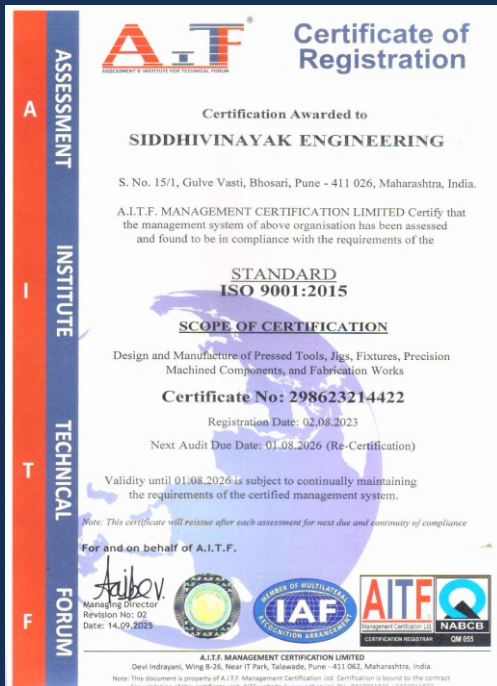 A.I.T.F
®
ASSESSMENT & INSTITUTE FOR TECHNICAL FORUM
Certificate of
Registration
A ASSESSMENT
I INSTITUTE
T TECHNICAL
F FORUM
Certification Awarded to
SIDDHIVINAYAK ENGINEERING
S. No. 15/1, Gulve Vasti, Bhosari, Pune - 411 026, Maharashtra, India.
A.I.T.F. MANAGEMENT CERTIFICATION LIMITED Certify that
the management system of above organisation has been assessed
and found to be in compliance with the requirements of the
STANDARD
ISO 9001:2015
SCOPE OF CERTIFICATION
Design and Manufacture of Pressed Tools, Jigs, Fixtures, Precision
Machined Components, and Fabrication Works
Certificate No: 298623214422
Registration Date: 02.08.2023
Next Audit Due Date: 01.08.2026 (Re-Certification)
Validity until 01.08.2026 is subject to continually maintaining
the requirements of the certified management system.
Note: This certificate will reissue after each assessment for next due and continuity of compliance
For and on behalf of A.I.T.F.
Managing Director
Revision No: 02
Date: 14.09.2025
MEMBER OF MULTILATERAL
IAF
RECOGNITION ARRANGEMENT
AITF
Management Certification Ltd.
CERTIFICATION REGISTRAR
NABCB
QM 055
A.I.T.F. MANAGEMENT CERTIFICATION LIMITED
Devi Indrayani, Wing B-26, Near IT Park, Talawade, Pune - 411 062, Maharashtra, India.
Note: This document is property of A.I.T.F. Management Certification Ltd. Certification is bound by the contract.